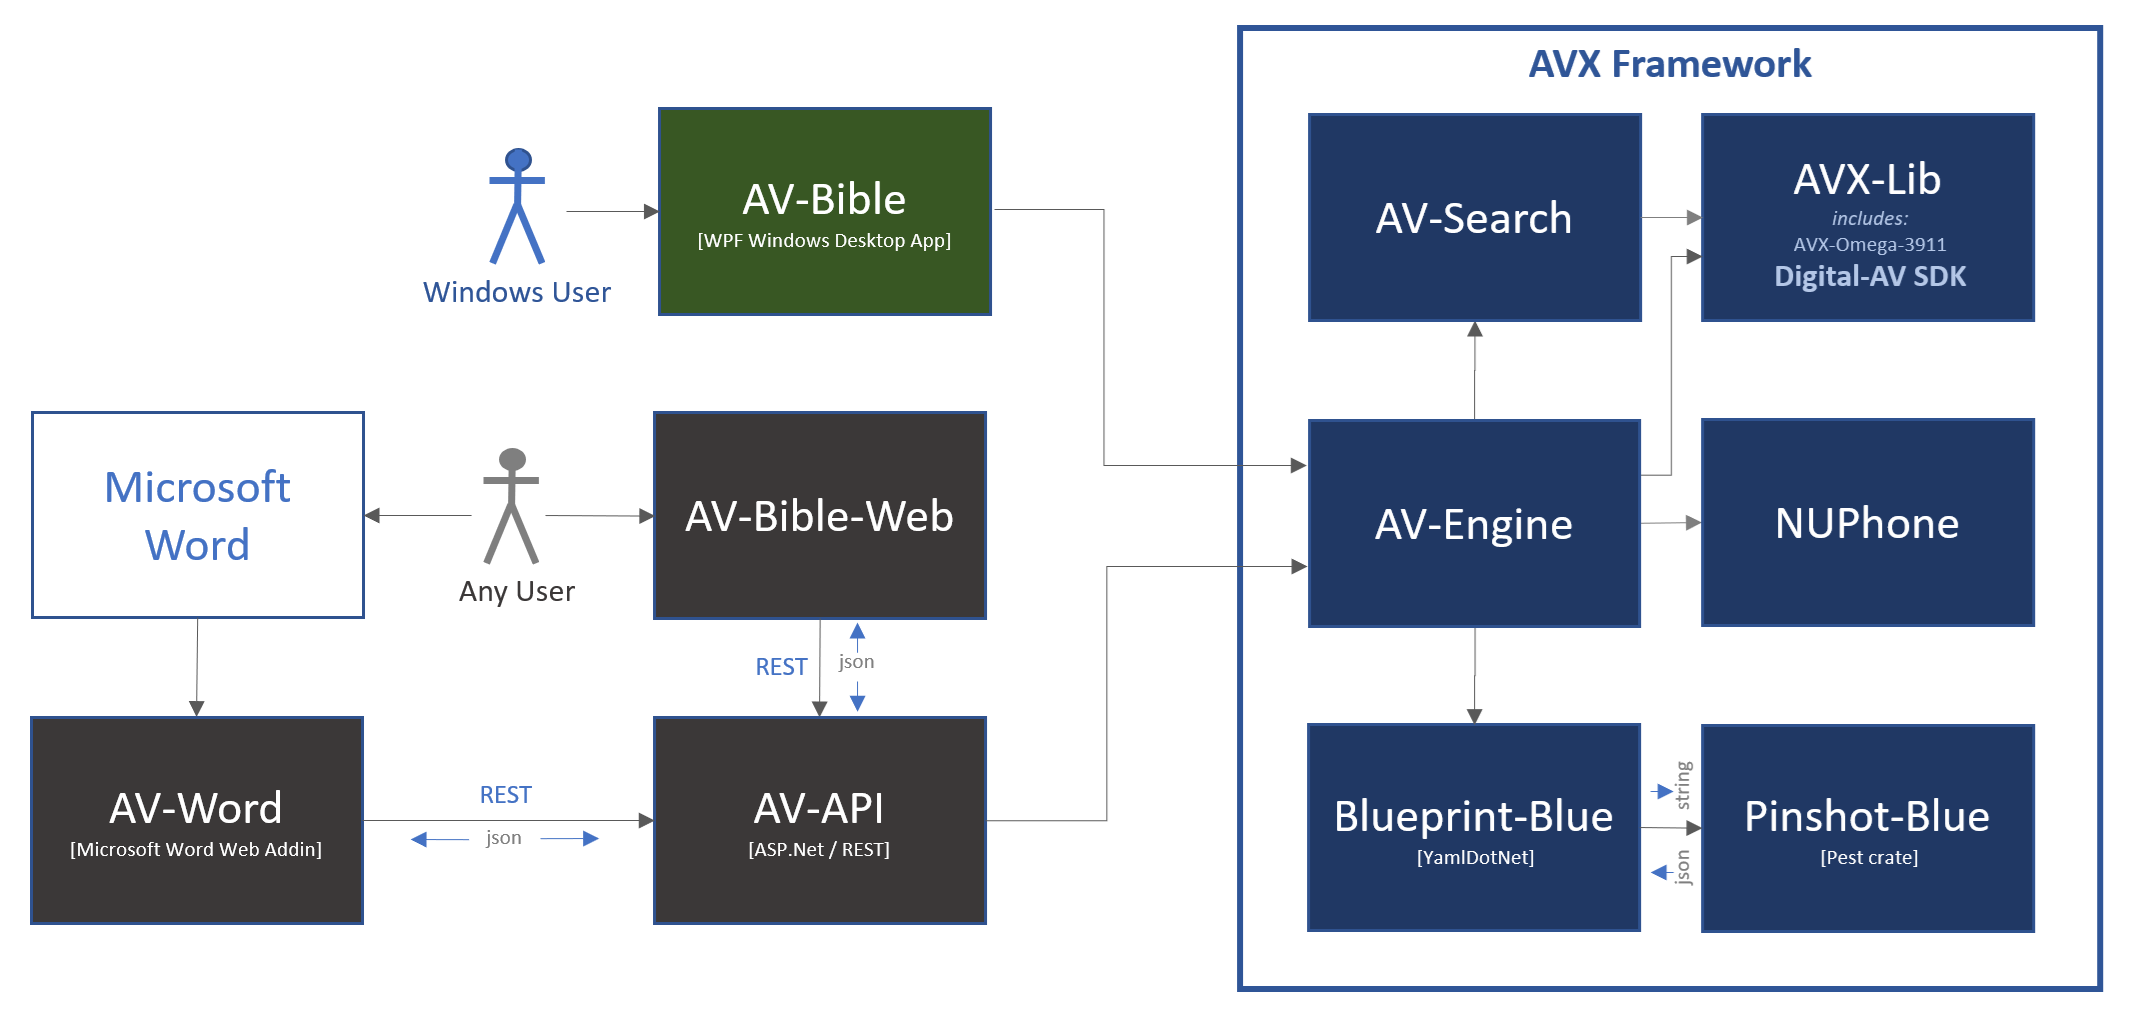 AVX Framework
AV-Bible
[WPF Windows Desktop App]
Windows User
AV-Search
AVX-Lib
includes:
AVX-Omega-3911
Digital-AV SDK
Microsoft
Word
Any User
AV-Bible-Web
AV-Engine
NUPhone
REST
json
AV-Word
[Microsoft Word Web Addin]
REST
json
AV-API
[ASP.Net / REST]
Blueprint-Blue
[YamlDotNet]
string
json
Pinshot-Blue
[Pest crate]